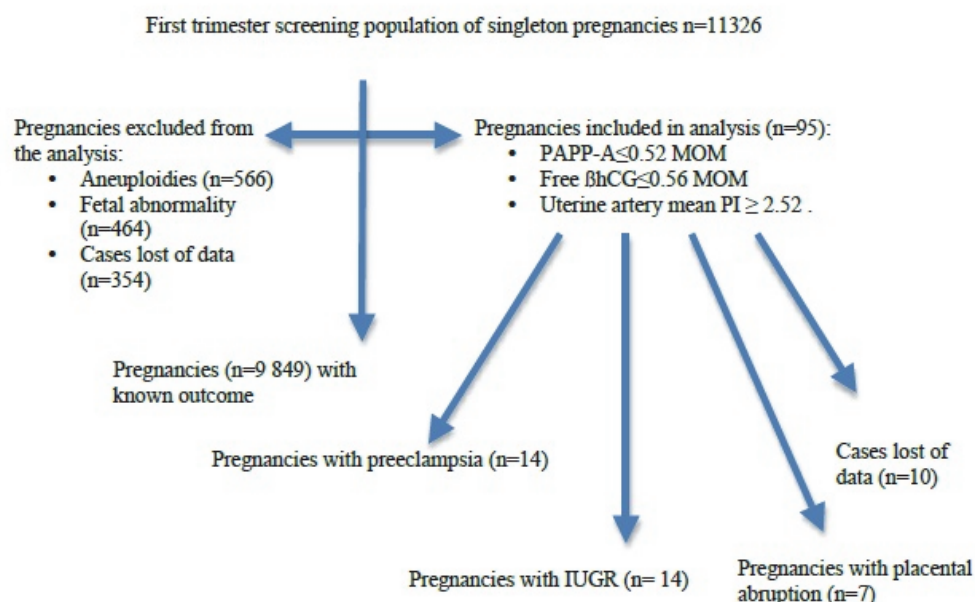 First trimester screening population of singleton pregnancies n=11326
Pregnancies excluded from
the analysis:
• Aneuploidies (n=566)
• Fetal abnormality
(n=464)
• Cases lost of data
(n=354)
Pregnancies included in analysis (n=95):
• PAPP-A≤0.52 MOM
• Free ßhCG≤0.56 MOM
• Uterine artery mean PI ≥ 2.52 .
Pregnancies (n=9 849) with
known outcome
Pregnancies with preeclampsia (n=14)
Cases lost of
data (n=10)
Pregnancies with IUGR (n= 14)
Pregnancies with placental
abruption (n=7)